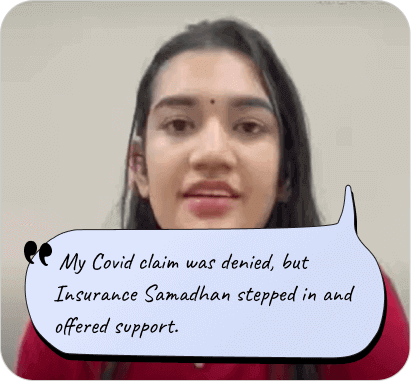 My Covid claim was denied, but
Insurance Samadhan stepped in and
offered support.